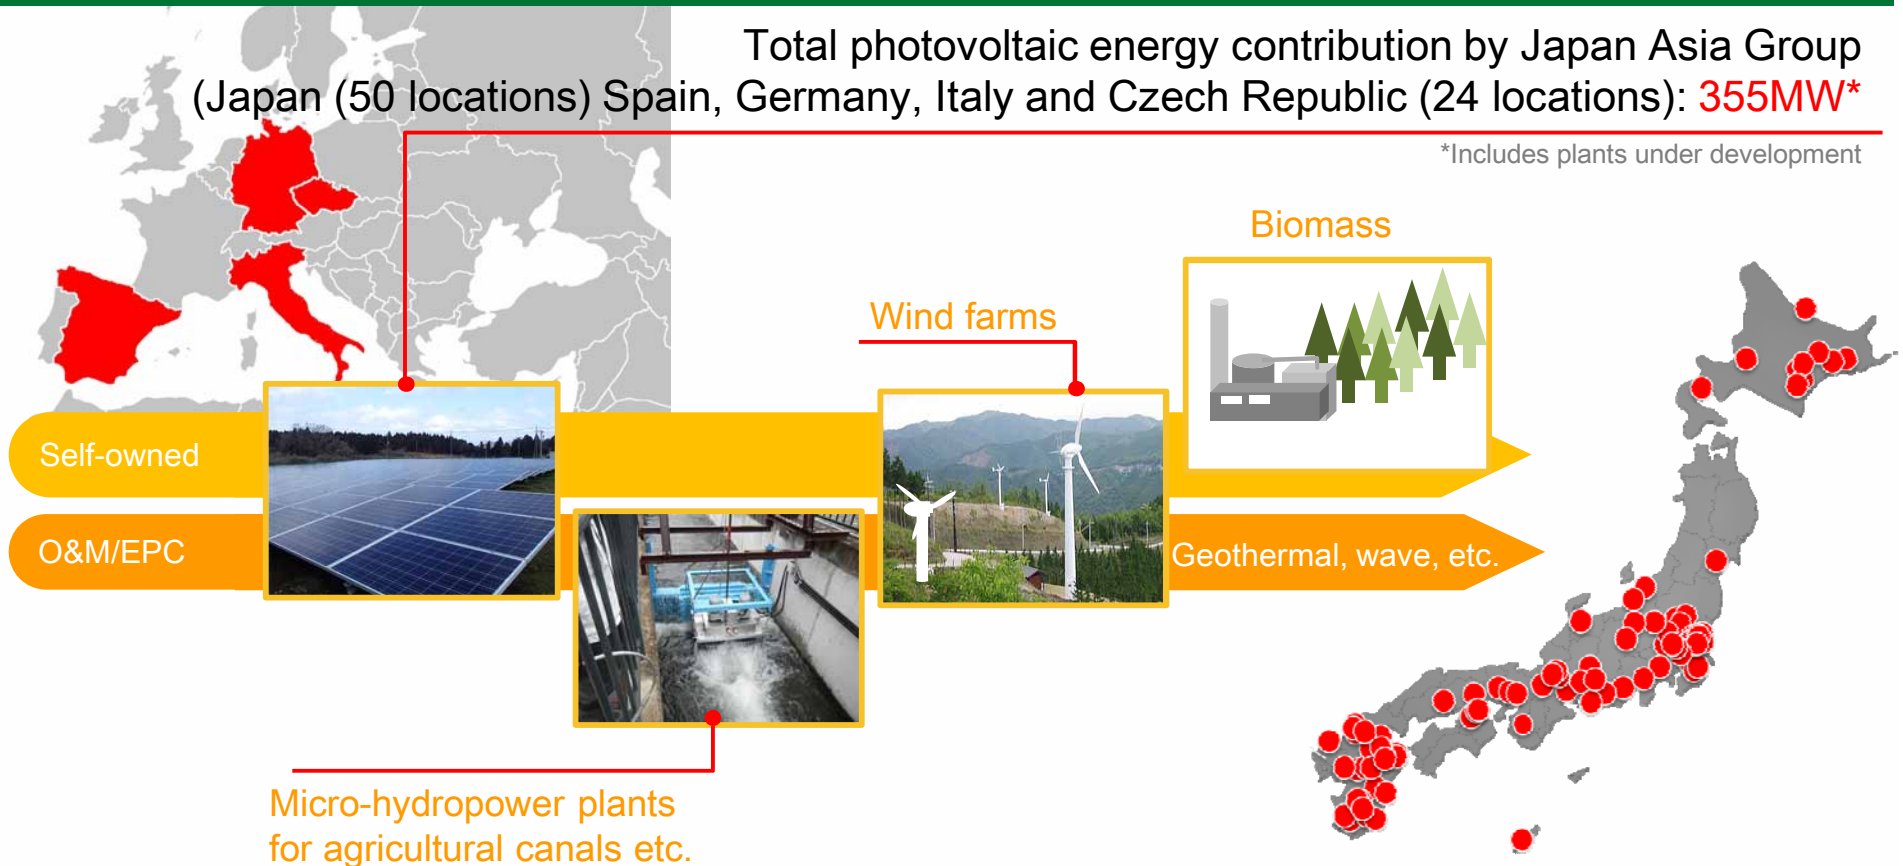 Total photovoltaic energy contribution by Japan Asia Group
(Japan (50 locations) Spain, Germany, Italy and Czech Republic (24 locations): 355MW*
*Includes plants under development
Biomass
Wind farms
Self-owned
O&M/EPC
Geothermal, wave, etc.
Micro-hydropower plants
for agricultural canals etc.